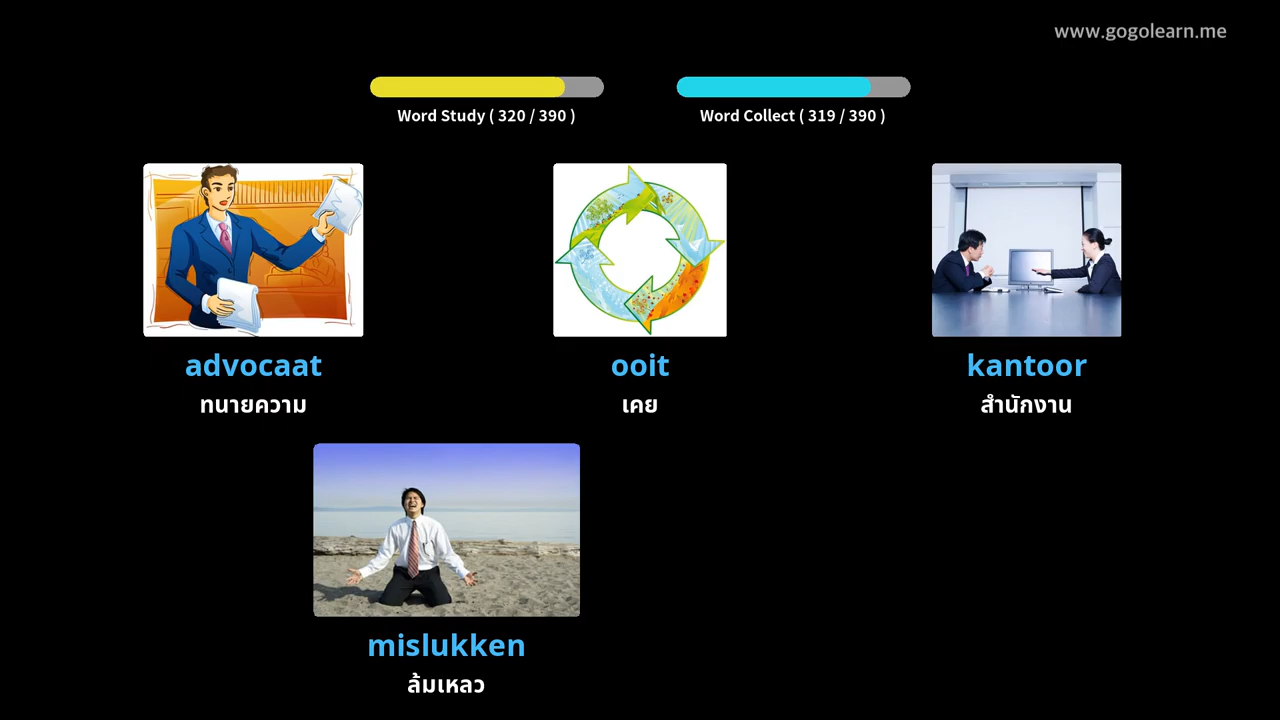 www.gogolearn.me
Word Study ( 320 / 390 )
Word Collect ( 319 / 390 )
advocaat
ทนายความ
ooit
เคย
kantoor
สำนักงาน
mislukken
ล้มเหลว